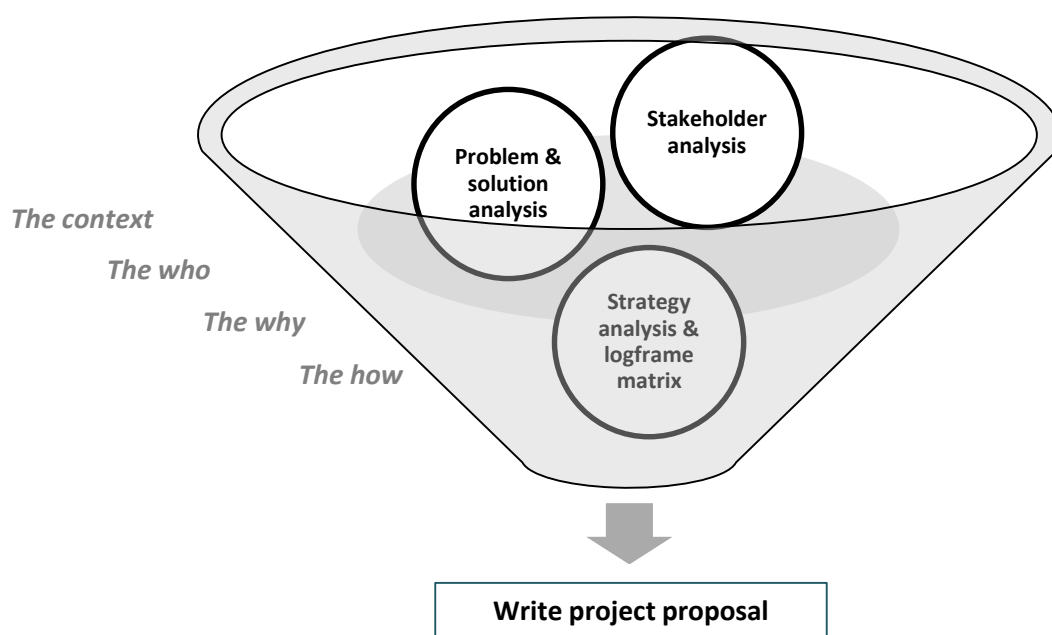 Stakeholder
analysis
Problem &
solution
analysis
The context
The who
The why
The how
Strategy
analysis &
logframe
matrix
Write project proposal